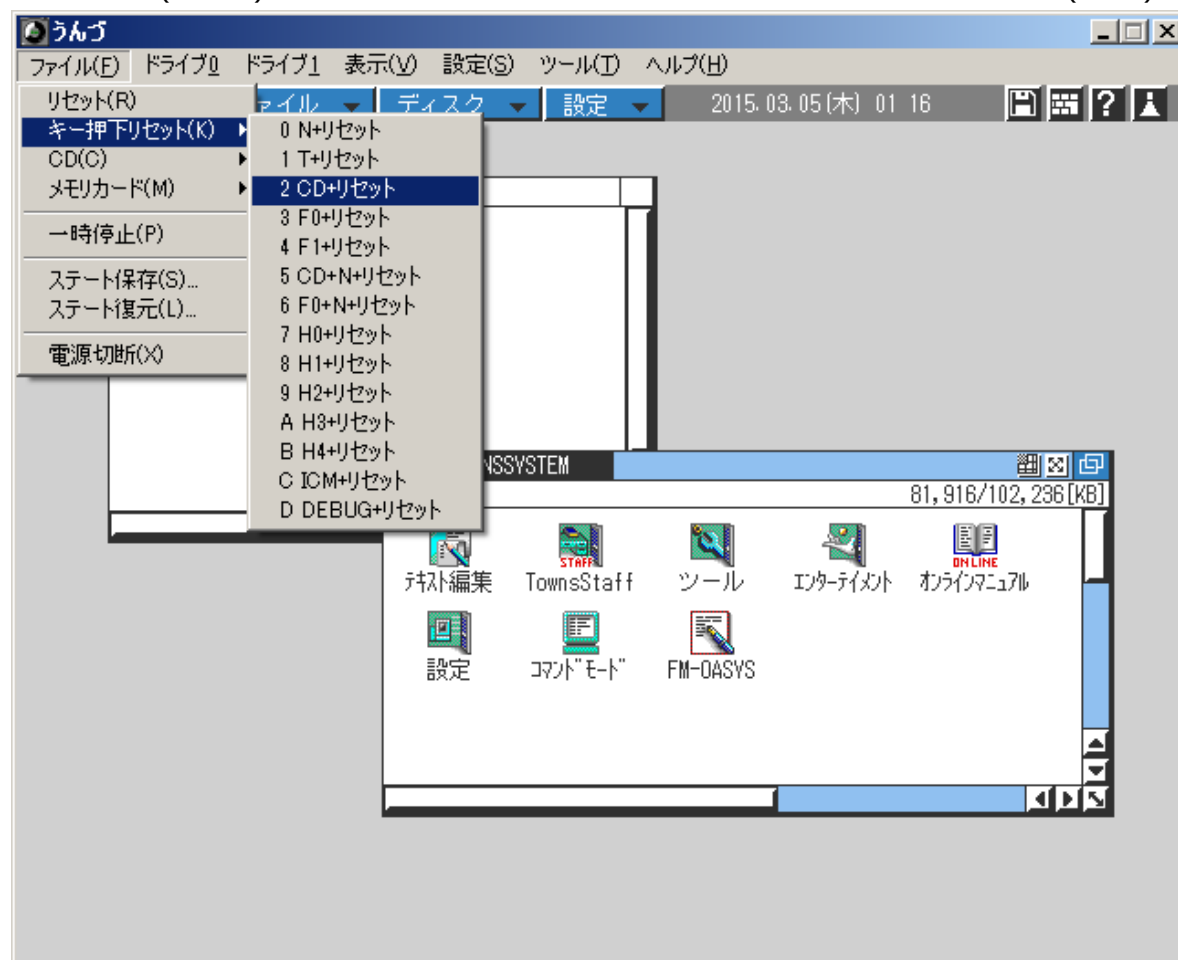 うんづ
ファイル(F) ドライブ0 ドライブ1 表示(V) 設定(S) ツール(T) ヘルプ(H)
ァイル ディスク 設定 2015.03.05(木) 01 16
リセット(R)
キー押下リセット(K)
CD(C)
メモリカード(M)
一時停止(P)
ステート保存(S)...
ステート復元(L)...
電源切断(X)
0 N+リセット
1 T+リセット
2 CD+リセット
3 F0+リセット
4 F1+リセット
5 CD+N+リセット
6 F0+N+リセット
7 H0+リセット
8 H1+リセット
9 H2+リセット
A H3+リセット
B H4+リセット
C ICM+リセット
D DEBUG+リセット
NSSYSTEM
81,916/102,236[KB]
テキスト編集 TownsStaff ツール エンターテイメント オンラインマニュアル
設定 コマンドモード FM-OASYS
STAFF
ON LINE